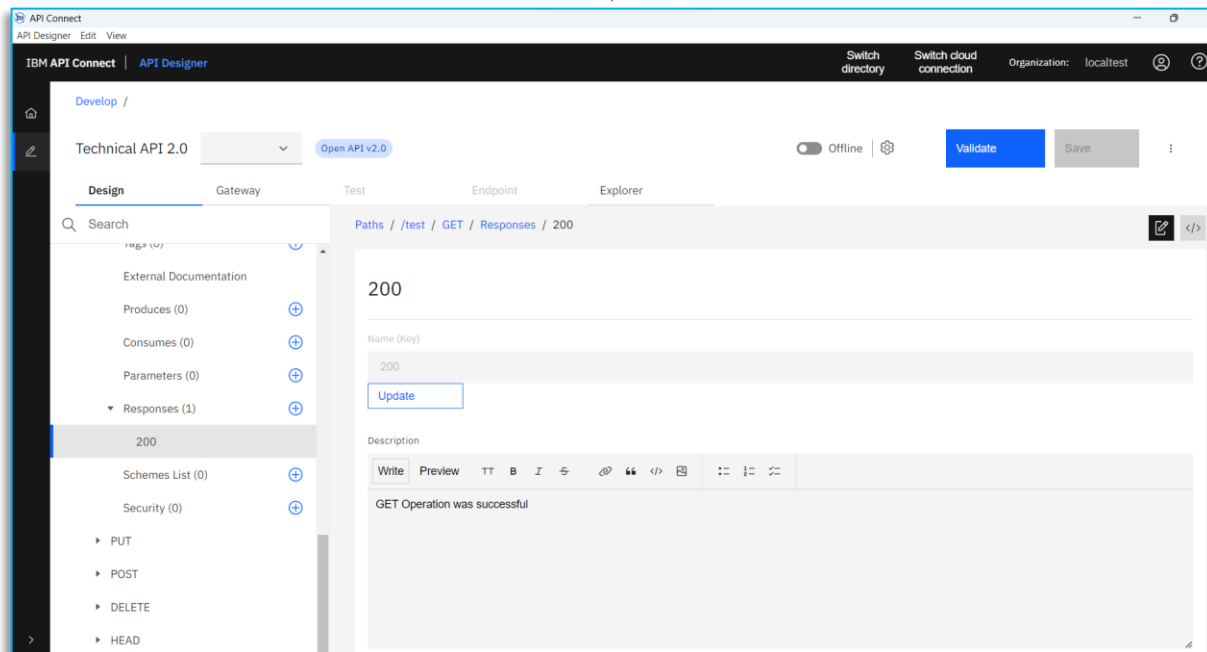 API Connect
API Designer Edit View
IBM API Connect | API Designer
Switch directory
Switch cloud connection
Organization: localtest
Develop /
Technical API 2.0
Open API v2.0
Offline
Validate
Save
Design Gateway Test Endpoint Explorer
Search
Paths / /test / GET / Responses / 200
Tags (0)
External Documentation
Produces (0)
Consumes (0)
Parameters (0)
Responses (1)
200
Schemes List (0)
Security (0)
PUT
POST
DELETE
HEAD
200
Name (Key)
200
Update
Description
Write Preview TT B I S
GET Operation was successful